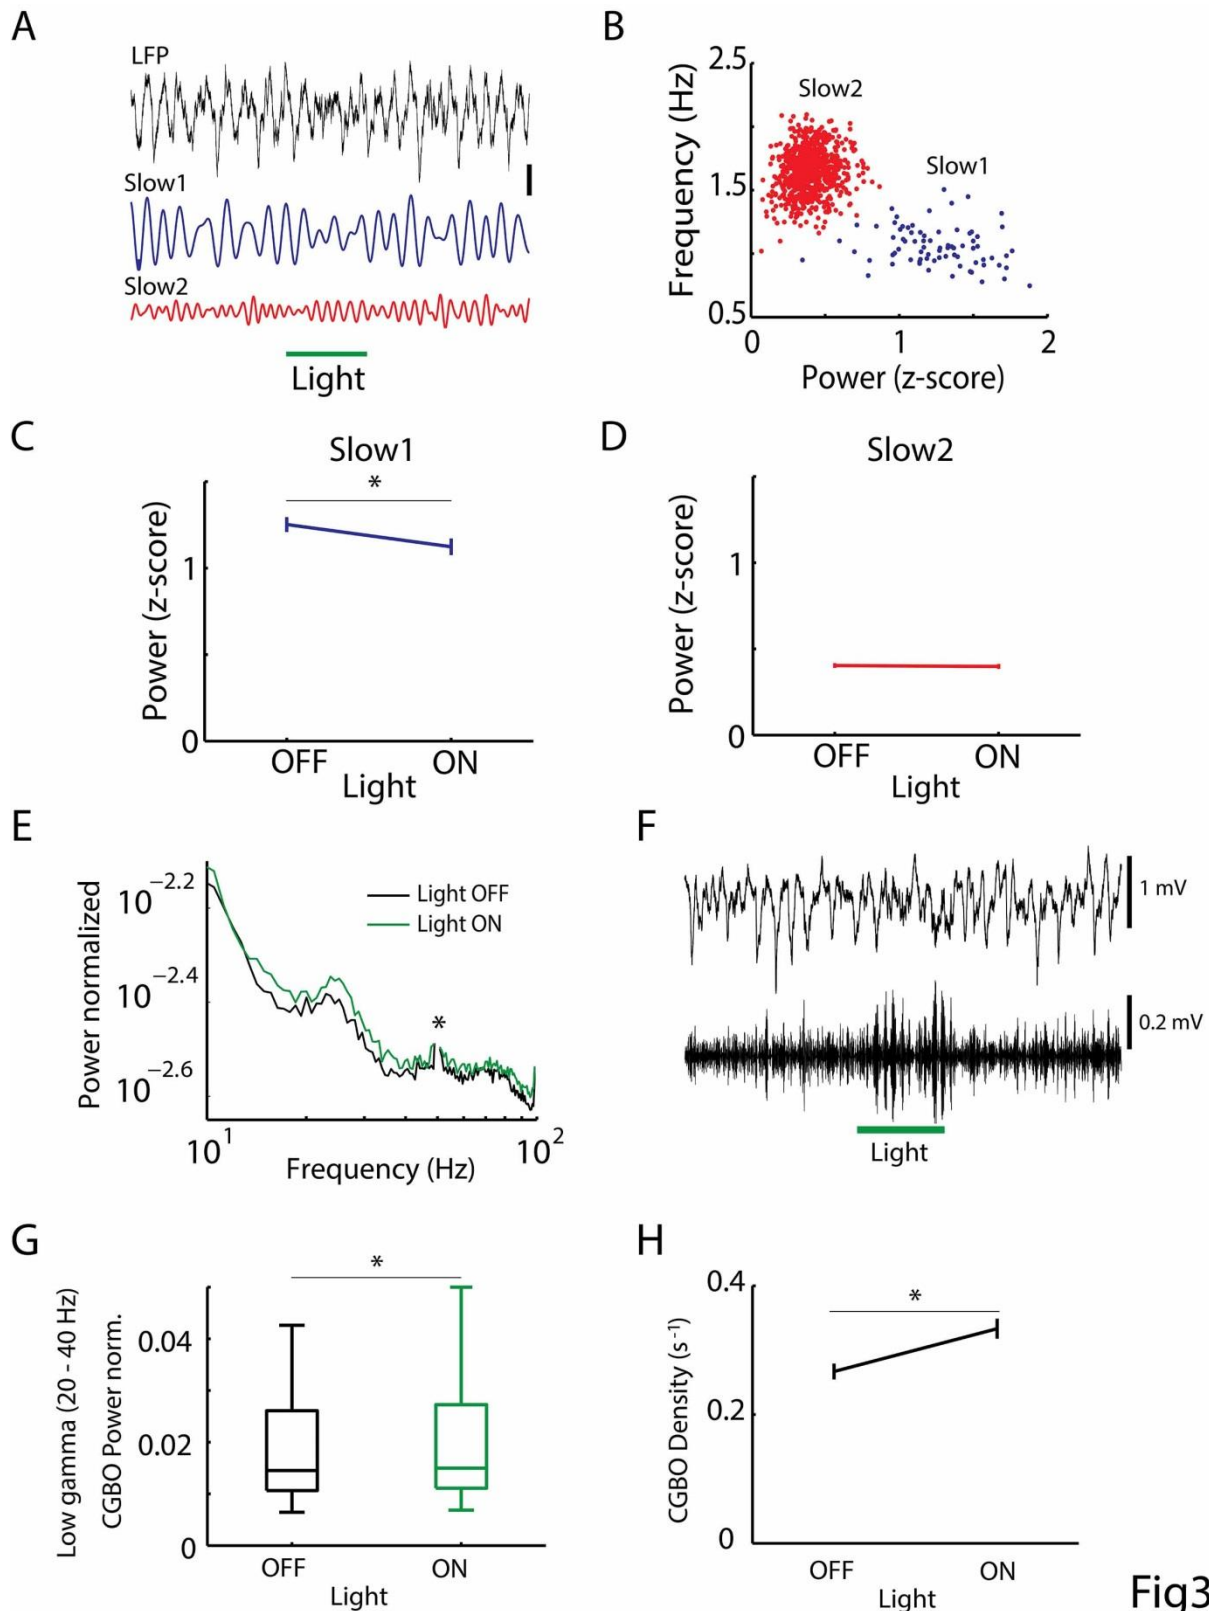 A
LFP
Slow1
Slow2
Light
B
Frequency (Hz)
2.5
1.5
0.5
Slow2
Slow1
0
1
2
Power (z-score)
C
Slow1
*
Power (z-score)
1
0
OFF
ON
Light
D
Slow2
Power (z-score)
1
0
OFF
ON
Light
E
Power normalized
10−2.2
10−2.4
10−2.6
Light OFF
Light ON
*
101
102
Frequency (Hz)
F
1 mV
0.2 mV
Light
G
*
Low gamma (20 - 40 Hz)
CGBO Power norm.
0.04
0.02
0
OFF
ON
Light
H
*
CGBO Density (s-1)
0.4
0.2
0
OFF
ON
Light
Fig3